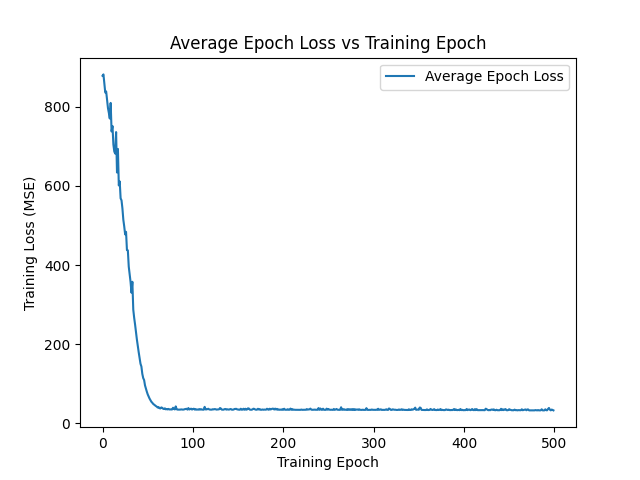 Average Epoch Loss vs Training Epoch
Average Epoch Loss
800
600
400
200
0
Training Loss (MSE)
0 100 200 300 400 500
Training Epoch